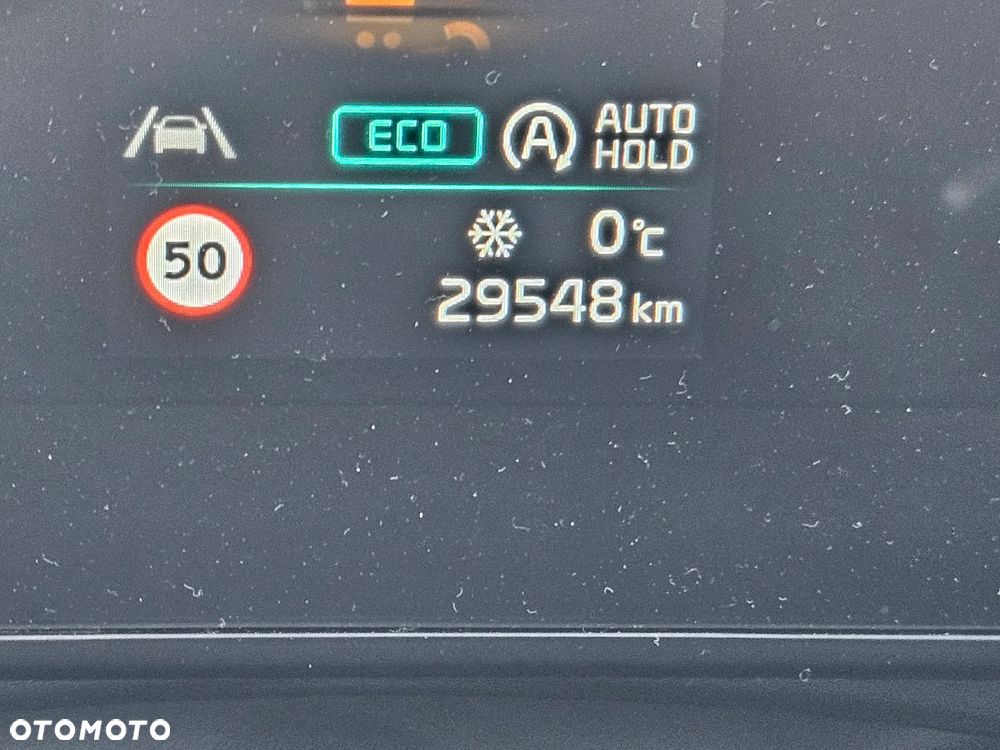 ECO A AUTO
HOLD
50 0°C
29548 km
OTOMOTO